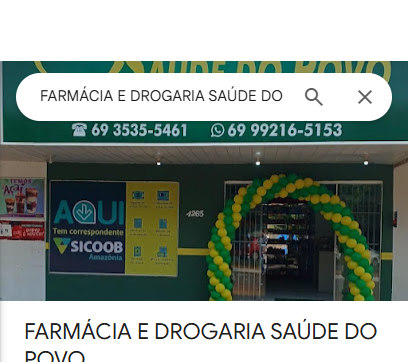 SAÚDE DO POVO
FARMÁCIA E DROGARIA SAÚDE DO
69 3535-5461
69 99216-5153
4265
AÇAÍ
AQUI
Tem correspondente
SICOOB
Amazônia
FARMÁCIA E DROGARIA SAÚDE DO
POVO